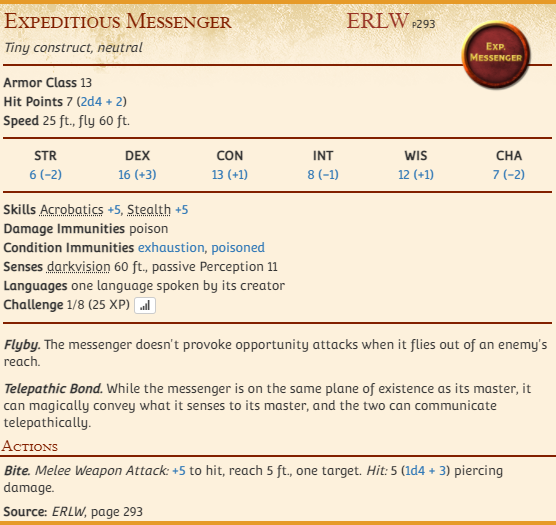 Expeditious Messenger ERLW p293
Exp.
Messenger
Tiny construct, neutral
Armor Class 13
Hit Points 7 (2d4 + 2)
Speed 25 ft., fly 60 ft.
STR DEX CON INT WIS CHA
6 (−2) 16 (+3) 13 (+1) 8 (−1) 12 (+1) 7 (−2)
Skills Acrobatics +5, Stealth +5
Damage Immunities poison
Condition Immunities exhaustion, poisoned
Senses darkvision 60 ft., passive Perception 11
Languages one language spoken by its creator
Challenge 1/8 (25 XP)
Flyby. The messenger doesn't provoke opportunity attacks when it flies out of an enemy's
reach.
Telepathic Bond. While the messenger is on the same plane of existence as its master, it
can magically convey what it senses to its master, and the two can communicate
telepathically.
Actions
Bite. Melee Weapon Attack: +5 to hit, reach 5 ft., one target. Hit: 5 (1d4 + 3) piercing
damage.
Source: ERLW, page 293